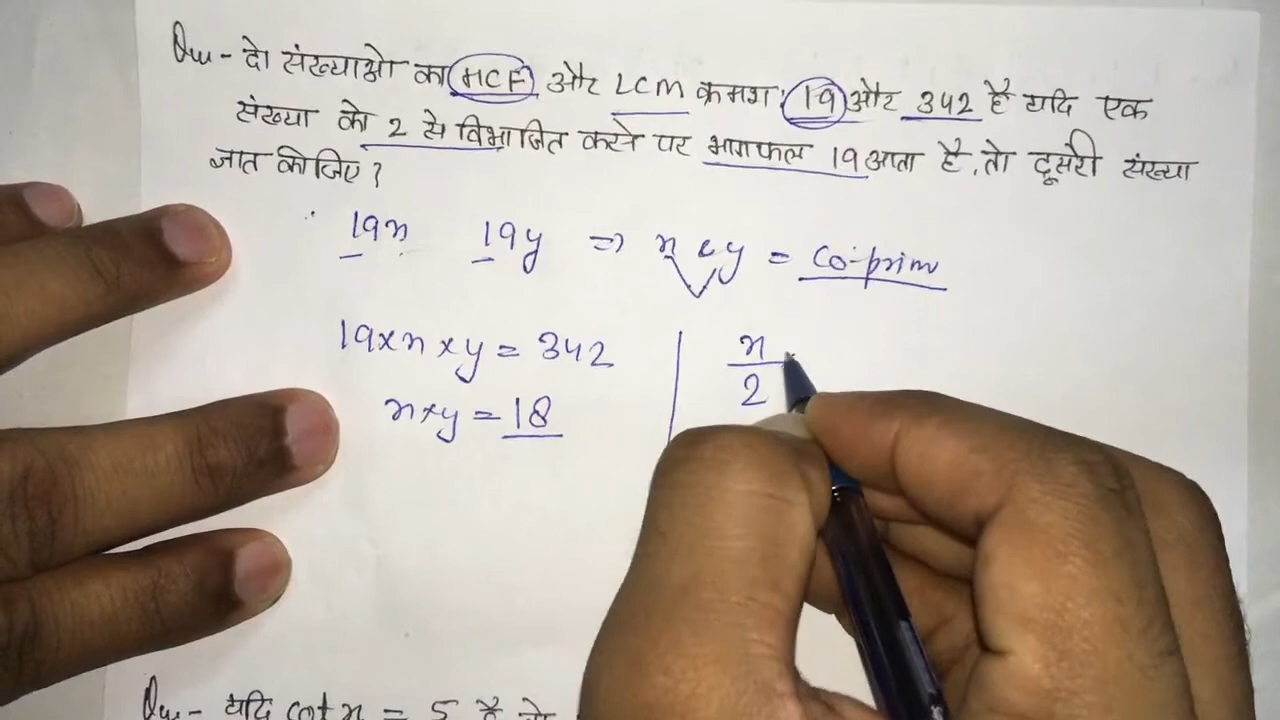 Qu - दो संख्याओ का HCF और LCM क्रमश: 19 और 342 है यदि एक
संख्या को 2 से विभाजित करने पर भागफल 19 आता है, तो दूसरी संख्या
ज्ञात कीजिए ?
19x 19y => x & y = Co-prim
19×x×y = 342
x×y = 18
x/2
Qu - यदि cot x = 5 है तो